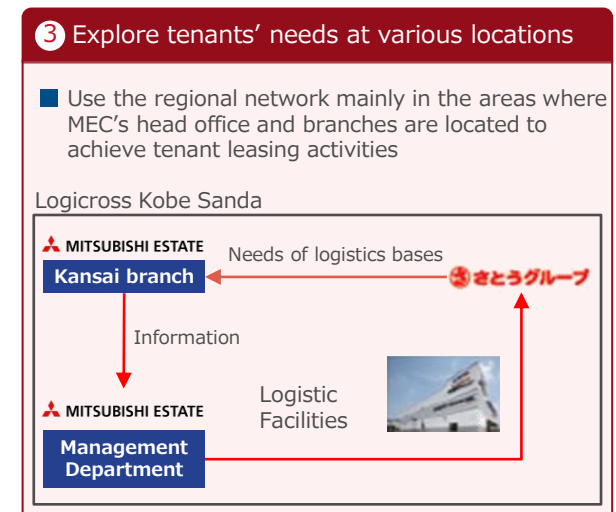 3 Explore tenants’ needs at various locations
Use the regional network mainly in the areas where
MEC’s head office and branches are located to
achieve tenant leasing activities
Logicross Kobe Sanda
MITSUBISHI ESTATE
Kansai branch
Needs of logistics bases
さとうグループ
Information
MITSUBISHI ESTATE
Management
Department
Logistic
Facilities